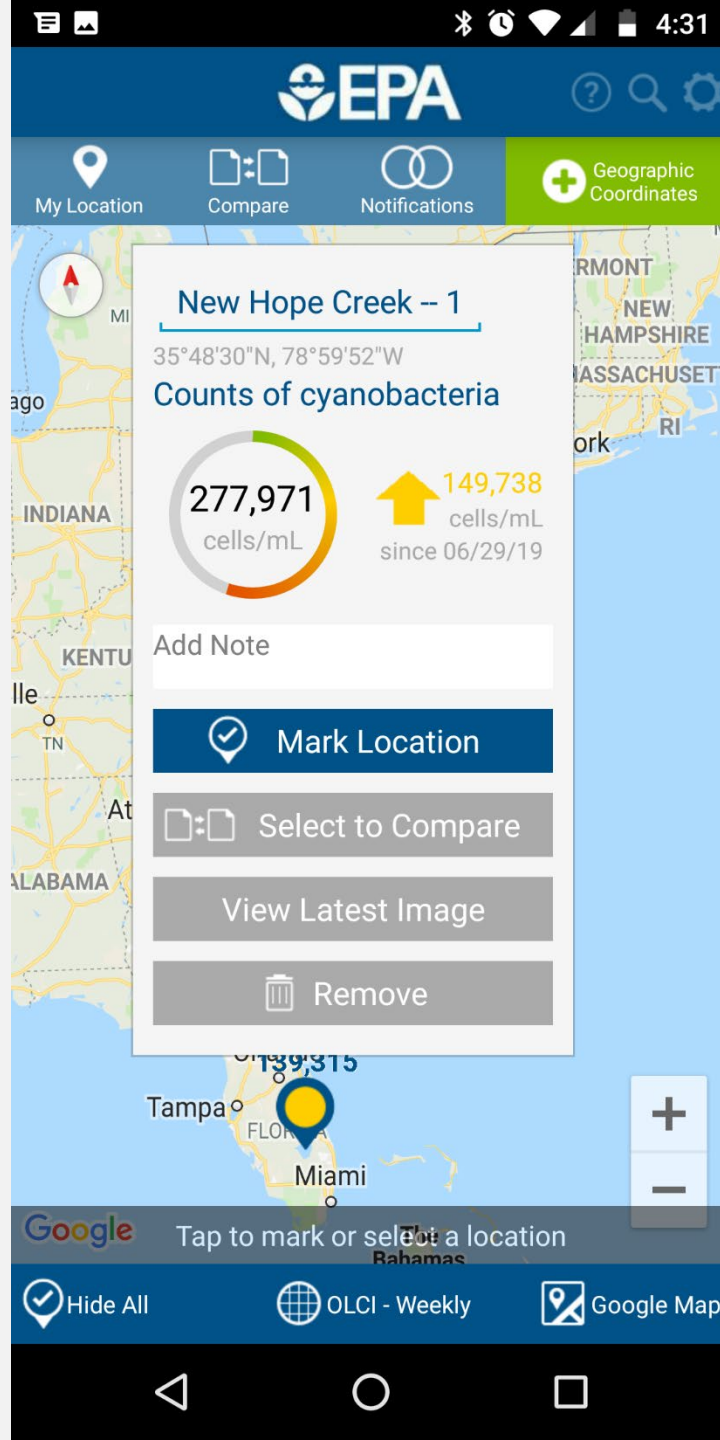 4:31
EPA
My Location
Compare
Notifications
Geographic
Coordinates
RMONT
NEW
HAMPSHIRE
MI
New Hope Creek -- 1
35°48'30"N, 78°59'52"W
ASSACHUSET
Counts of cyanobacteria
ago
ork
RI
277,971
cells/mL
149,738
cells/mL
since 06/29/19
INDIANA
Add Note
KENTU
lle
TN
Mark Location
At
Select to Compare
ALABAMA
View Latest Image
Remove
139,315
Tampa
FLOR
Miami
Google
Tap to mark or select a location
The
Bahamas
Hide All
OLCI - Weekly
Google Map